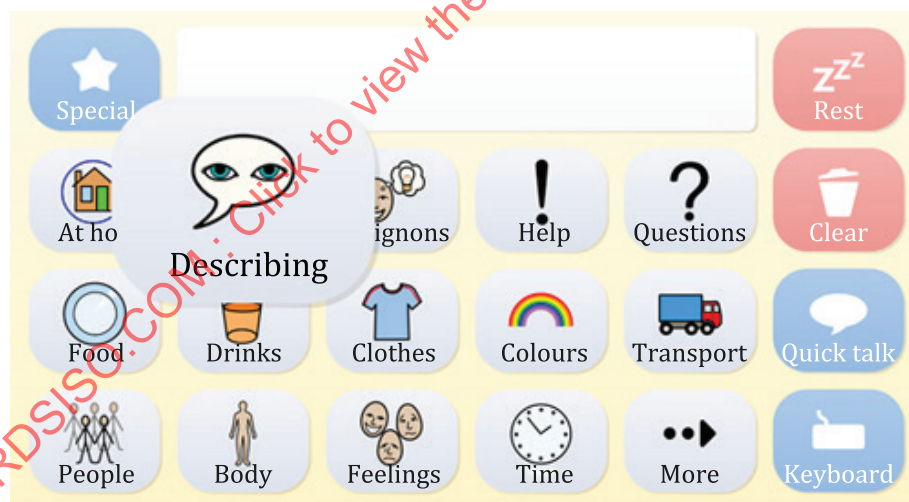 Special
zzz
Rest
At ho
Describing
ignons
Help
Questions
Clear
Food
Drinks
Clothes
Colours
Transport
Quick talk
People
Body
Feelings
Time
More
Keyboard
RDSISO.COM : Click to view the